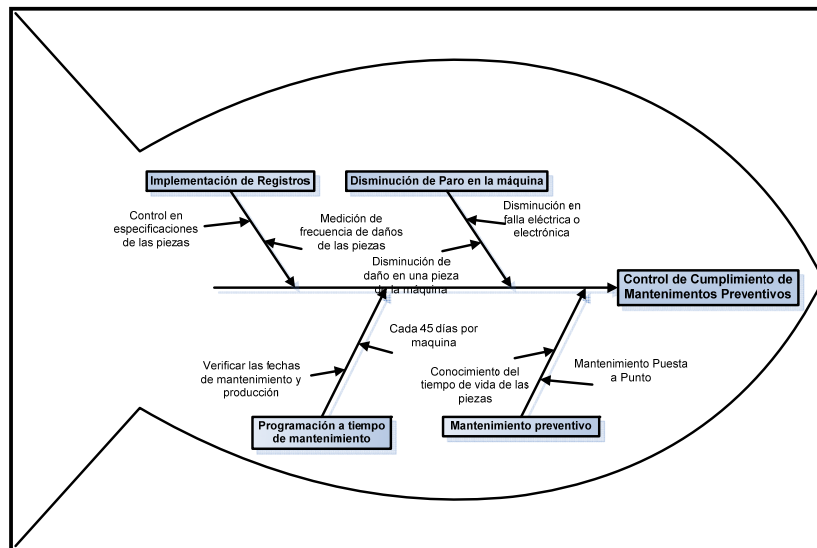 Implementación de Registros
Disminución de Paro en la máquina
Control en
especificaciones
de las piezas
Medición de
frecuencia de daños
de las piezas
Disminución en
falla eléctrica o
electrónica
Disminución de
daño en una pieza
de la máquina
Control de Cumplimiento de
Mantenimientos Preventivos
Cada 45 días por
maquina
Verificar las fechas
de mantenimiento y
producción
Conocimiento del
tiempo de vida de las
piezas
Mantenimiento Puesta
a Punto
Programación a tiempo
de mantenimiento
Mantenimiento preventivo